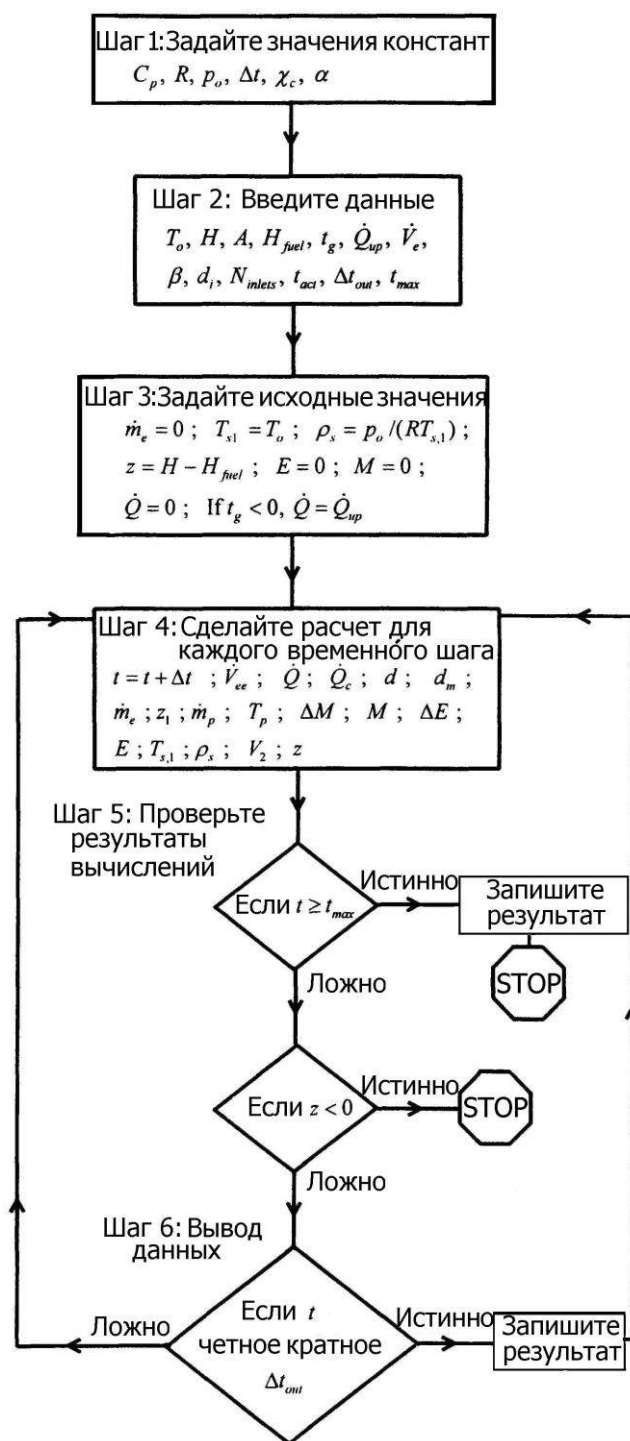 Шаг 1:Задайте значения констант
C_p, R, p_o, Δt, χ_c, α
Шаг 2: Введите данные
T_o, H, A, H_fuel, t_g, Q̇_up, V̇_e,
β, d_i, N_inlets, t_act, Δt_out, t_max
Шаг 3:Задайте исходные значения
ṁ_e = 0 ; T_s1 = T_o ; ρ_s = p_o /(RT_s,1) ;
z = H − H_fuel ; E = 0 ; M = 0 ;
Q̇ = 0 ; If t_g < 0, Q̇ = Q̇_up
Шаг 4: Сделайте расчет для
каждого временно́го шага
t = t + Δt ; V̇_ee ; Q̇ ; Q̇_c ; d ; d_m ;
ṁ_e ; z_1 ; ṁ_p ; T_p ; ΔM ; M ; ΔE ;
E ; T_s,1 ; ρ_s ; V_2 ; z
Шаг 5: Проверьте
результаты
вычислений
Если t ≥ t_max
Истинно
Запишите
результат
STOP
Ложно
Если z < 0
Истинно
STOP
Ложно
Шаг 6: Вывод
данных
Если t
четное кратное
Δt_out
Ложно
Истинно
Запишите
результат